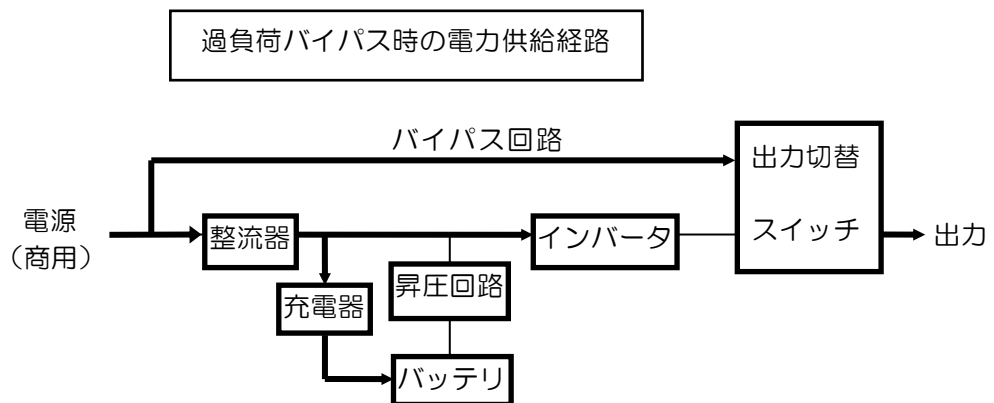 過負荷バイパス時の電力供給経路
バイパス回路
出力切替
スイッチ
電源
（商用）
整流器
インバータ
出力
充電器
昇圧回路
バッテリ